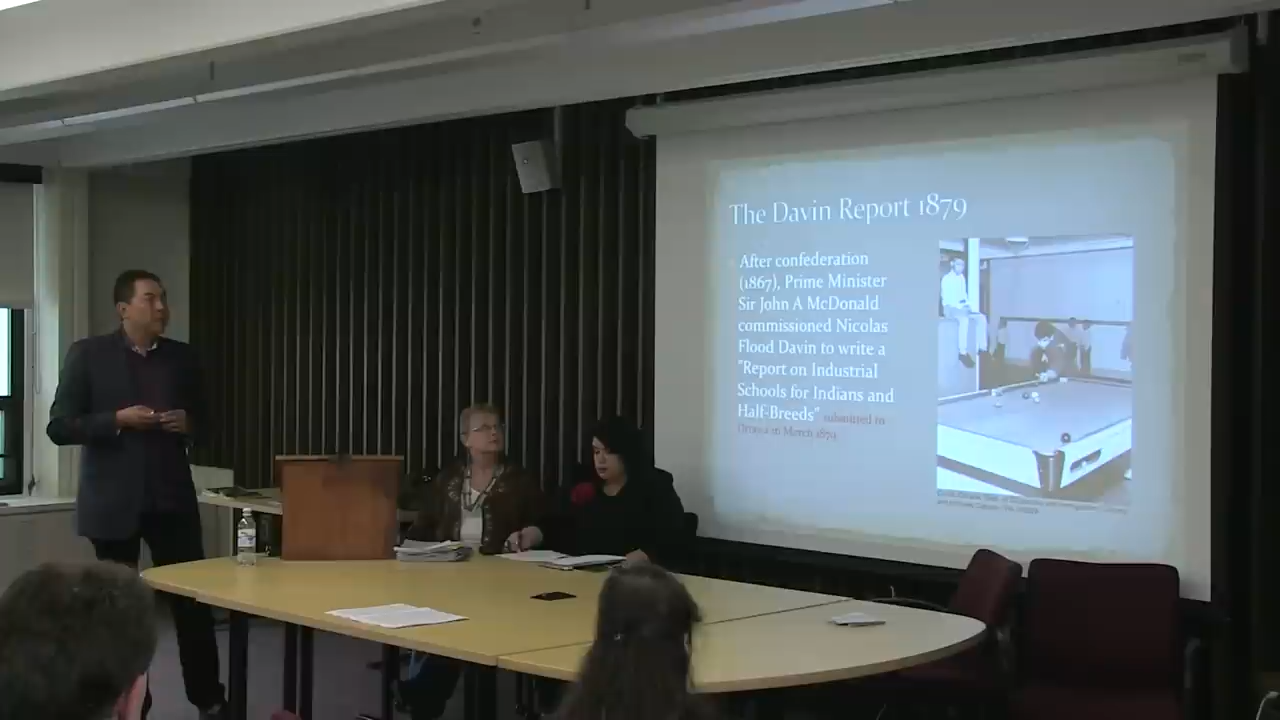 The Davin Report 1879
After confederation
(1867), Prime Minister
Sir John A McDonald
commissioned Nicolas
Flood Davin to write a
"Report on Industrial
Schools for Indians and
Half-Breeds" submitted to
Ottawa in March 1879